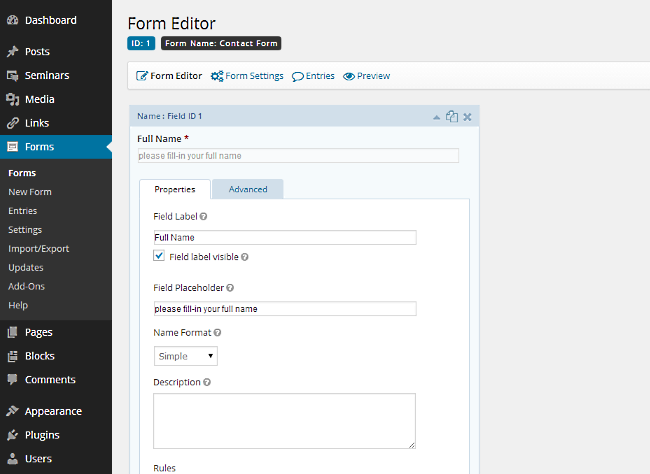 Dashboard
Posts
Seminars
Media
Links
Forms
Forms
New Form
Entries
Settings
Import/Export
Updates
Add-Ons
Help
Pages
Blocks
Comments
Appearance
Plugins
Users
Form Editor
ID: 1 Form Name: Contact Form
Form Editor Form Settings Entries Preview
Name : Field ID 1
Full Name *
please fill-in your full name
Properties Advanced
Field Label ?
Full Name
Field label visible ?
Field Placeholder ?
please fill-in your full name
Name Format ?
Simple
Description ?
Rules